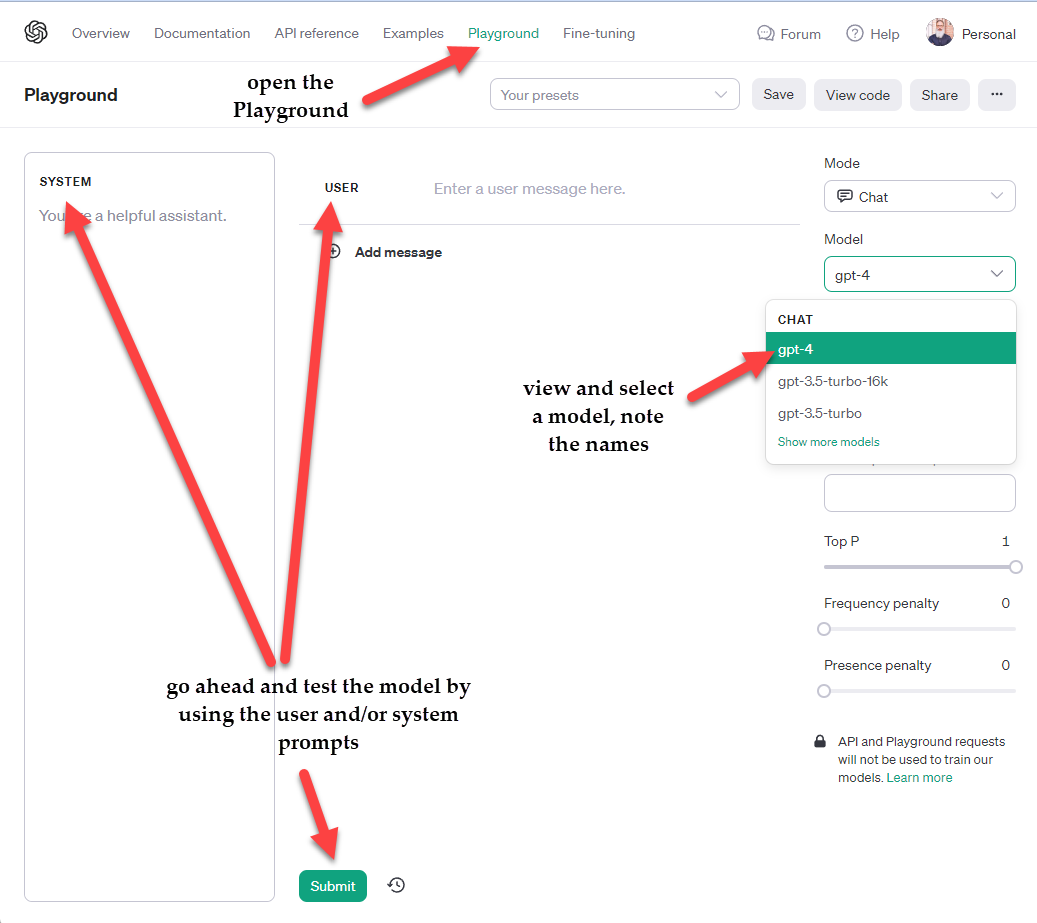 Overview Documentation API reference Examples Playground Fine-tuning Forum Help Personal
open the
Playground
Playground
Your presets
Save View code Share ...
SYSTEM
You are a helpful assistant.
USER
Enter a user message here.
Add message
Mode
Chat
Model
gpt-4
CHAT
gpt-4
gpt-3.5-turbo-16k
gpt-3.5-turbo
Show more models
view and select
a model, note
the names
Top P 1
Frequency penalty 0
Presence penalty 0
API and Playground requests
will not be used to train our
models. Learn more
go ahead and test the model by
using the user and/or system
prompts
Submit